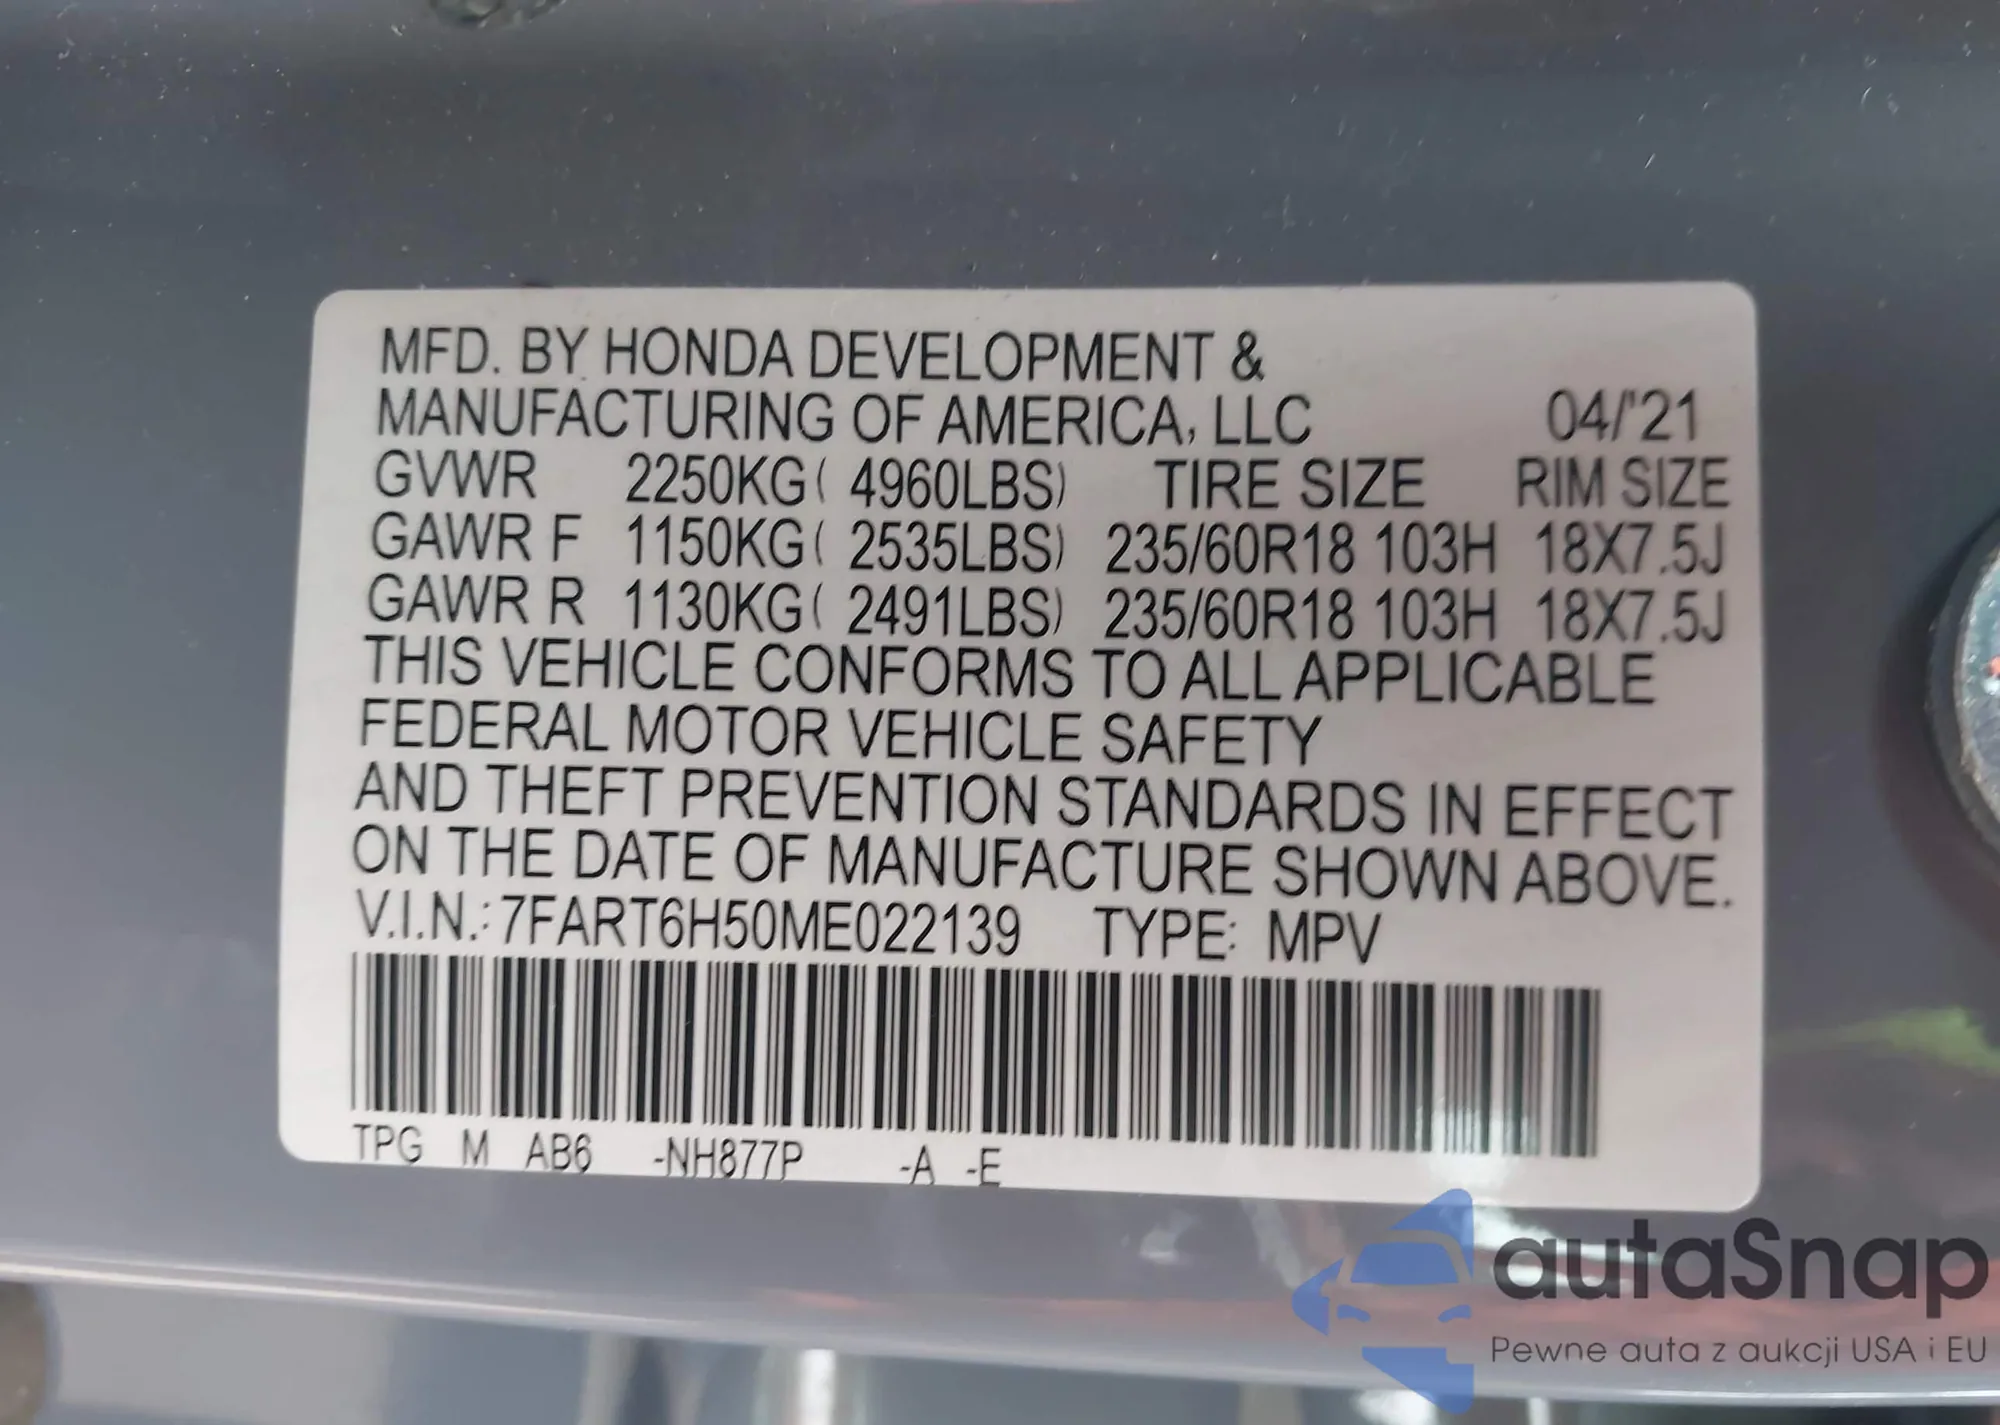 MFD. BY HONDA DEVELOPMENT &
MANUFACTURING OF AMERICA, LLC 04/'21
GVWR 2250KG( 4960LBS) TIRE SIZE RIM SIZE
GAWR F 1150KG( 2535LBS) 235/60R18 103H 18X7.5J
GAWR R 1130KG( 2491LBS) 235/60R18 103H 18X7.5J
THIS VEHICLE CONFORMS TO ALL APPLICABLE
FEDERAL MOTOR VEHICLE SAFETY
AND THEFT PREVENTION STANDARDS IN EFFECT
ON THE DATE OF MANUFACTURE SHOWN ABOVE.
V.I.N.: 7FART6H50ME022139 TYPE: MPV
TPG M AB6 -NH877P -A -E
autaSnap
Pewne auta z aukcji USA i EU